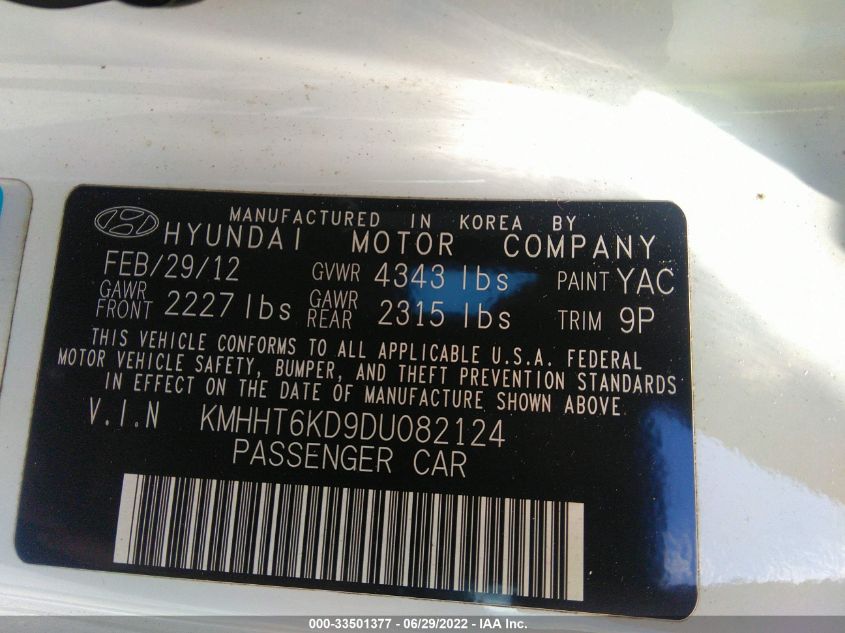 MANUFACTURED IN KOREA BY
HYUNDAI MOTOR COMPANY
FEB/29/12 GVWR 4343 lbs PAINT YAC
GAWR FRONT 2227 lbs GAWR REAR 2315 lbs TRIM 9P
THIS VEHICLE CONFORMS TO ALL APPLICABLE U.S.A. FEDERAL
MOTOR VEHICLE SAFETY, BUMPER, AND THEFT PREVENTION STANDARDS
IN EFFECT ON THE DATE OF MANUFACTURE SHOWN ABOVE.
V.I.N KMHHT6KD9DU082124
PASSENGER CAR
000-33501377 - 06/29/2022 - IAA Inc.